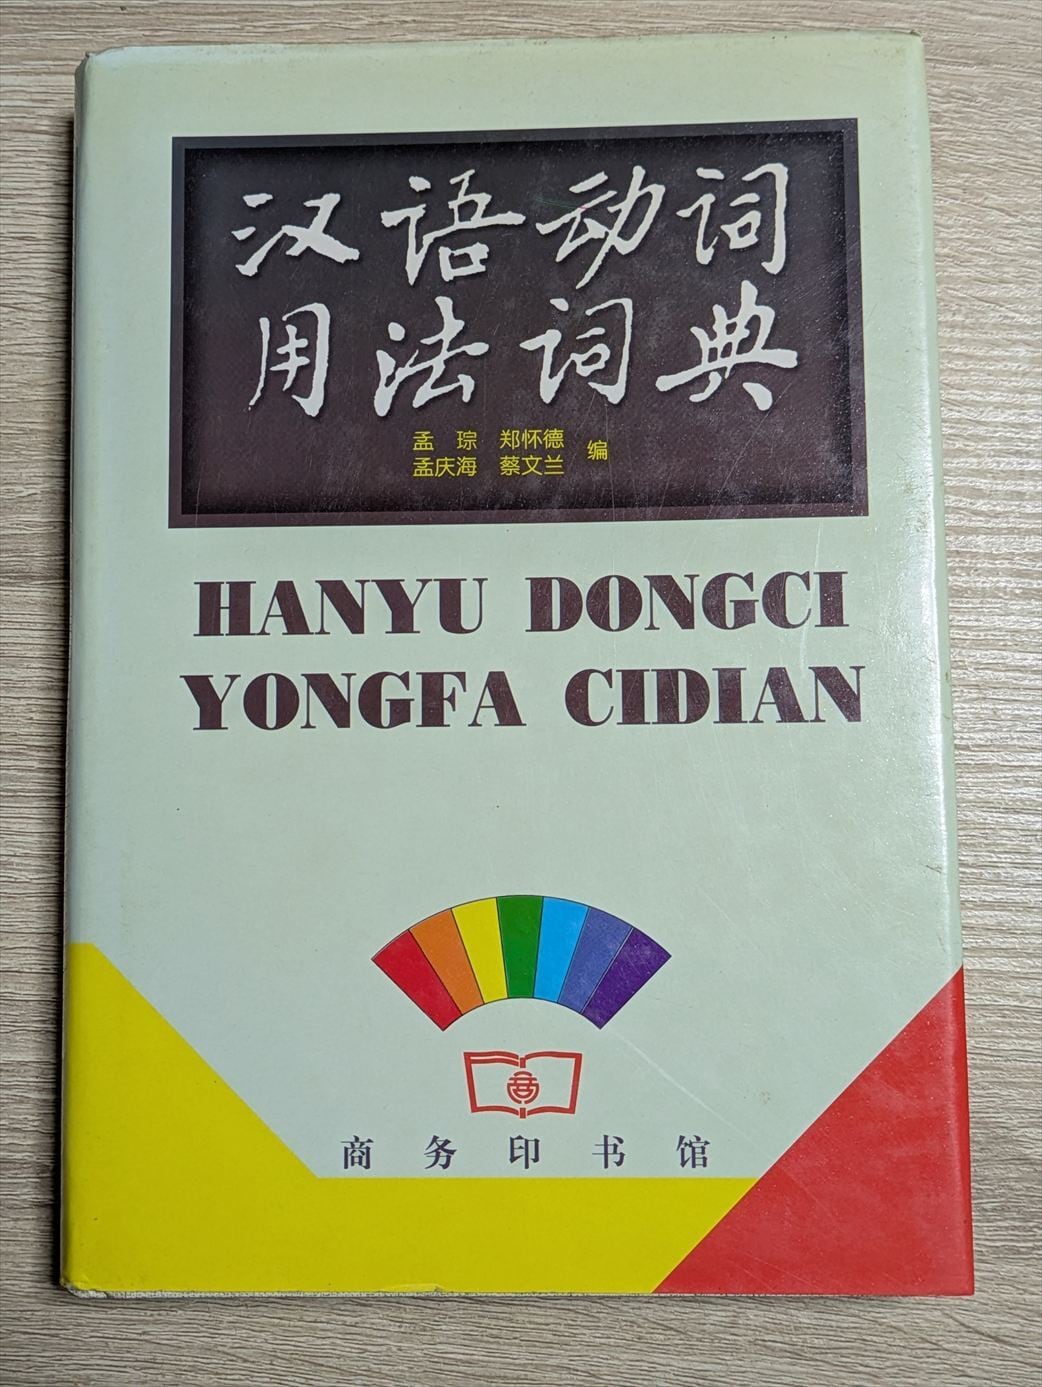 汉语动词
用法词典
孟琮 郑怀德 编
孟庆海 蔡文兰
HANYU DONGCI
YONGFA CIDIAN
商务印书馆